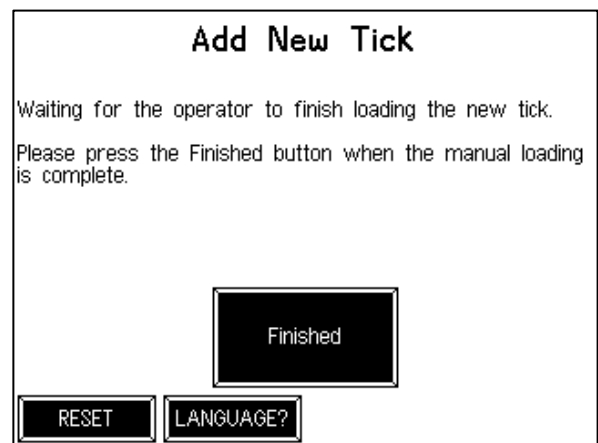 Add New Tick
Waiting for the operator to finish loading the new tick.
Please press the Finished button when the manual loading
is complete.
Finished
RESET
LANGUAGE?